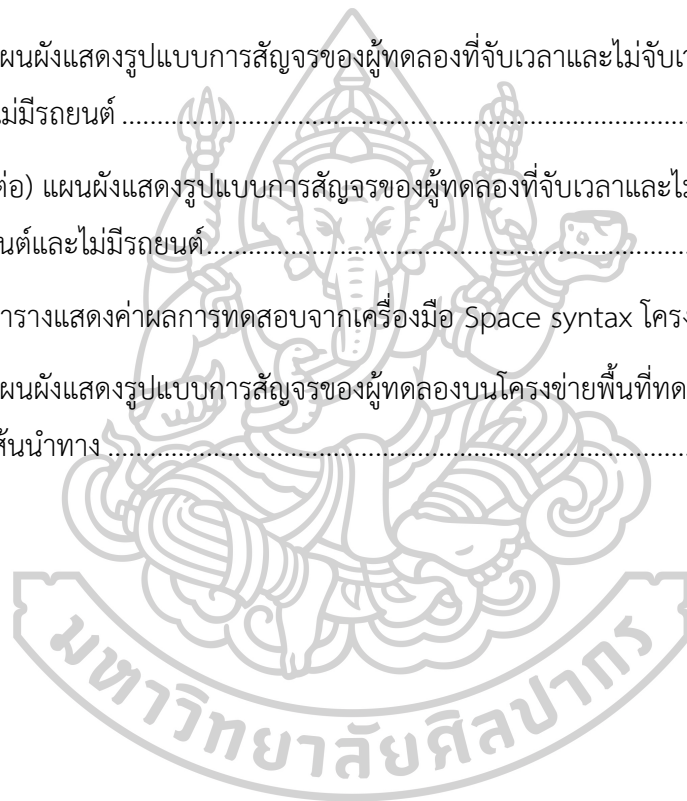 ผนผังแสดงรูปแบบการสัญจรของผู้ทดลองที่จับเวลาและไม่จับเ
ม่มีรถยนต์ ........................................................................................
ต่อ) แผนผังแสดงรูปแบบการสัญจรของผู้ทดลองที่จับเวลาและไ
นต์และไม่มีรถยนต์..........................................................................
ารางแสดงค่าผลการทดสอบจากเครื่องมือ Space syntax โครง
ผนผังแสดงรูปแบบการสัญจรของผู้ทดลองบนโครงข่ายพื้นที่ทด
ส้นนำทาง ..........................................................................................
มหาวิทยาลัยศิลปากร